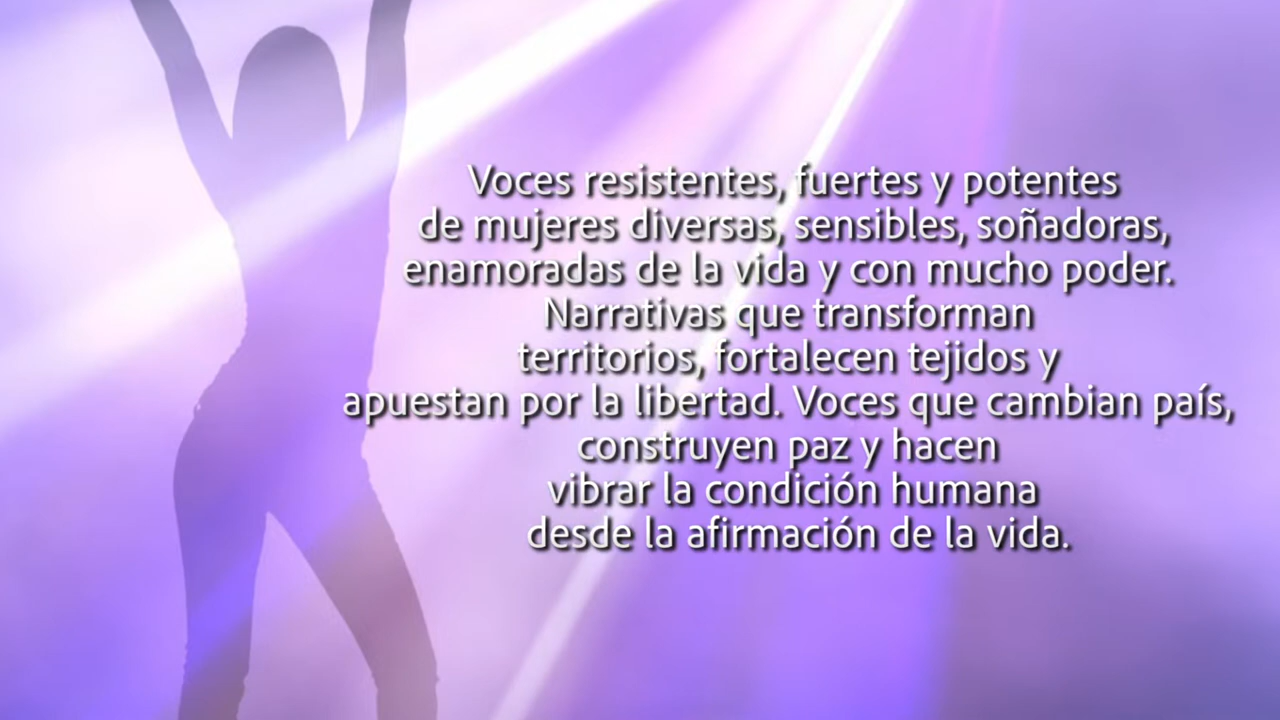 Voces resistentes, fuertes y potentes
de mujeres diversas, sensibles, soñadoras,
enamoradas de la vida y con mucho poder.
Narrativas que transforman
territorios, fortalecen tejidos y
apuestan por la libertad. Voces que cambian país,
construyen paz y hacen
vibrar la condición humana
desde la afirmación de la vida.